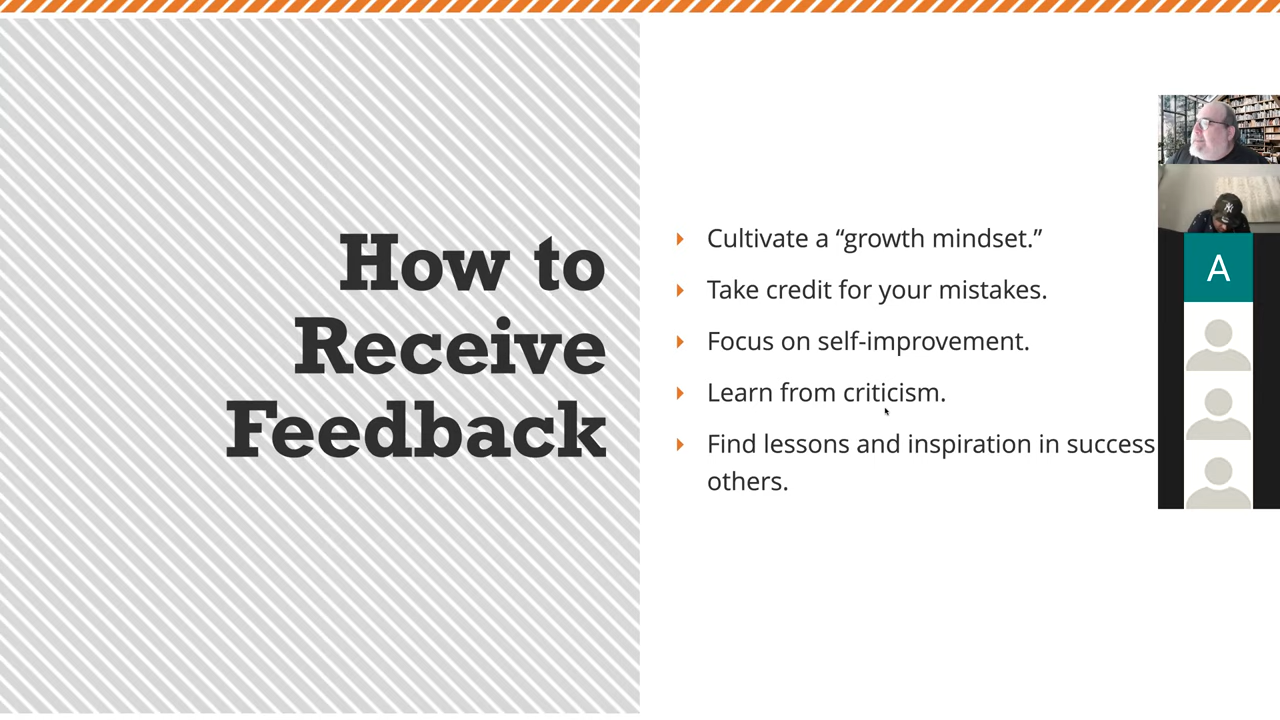 How to
Receive
Feedback
Cultivate a “growth mindset.”
Take credit for your mistakes.
Focus on self-improvement.
Learn from criticism.
Find lessons and inspiration in success
others.
A